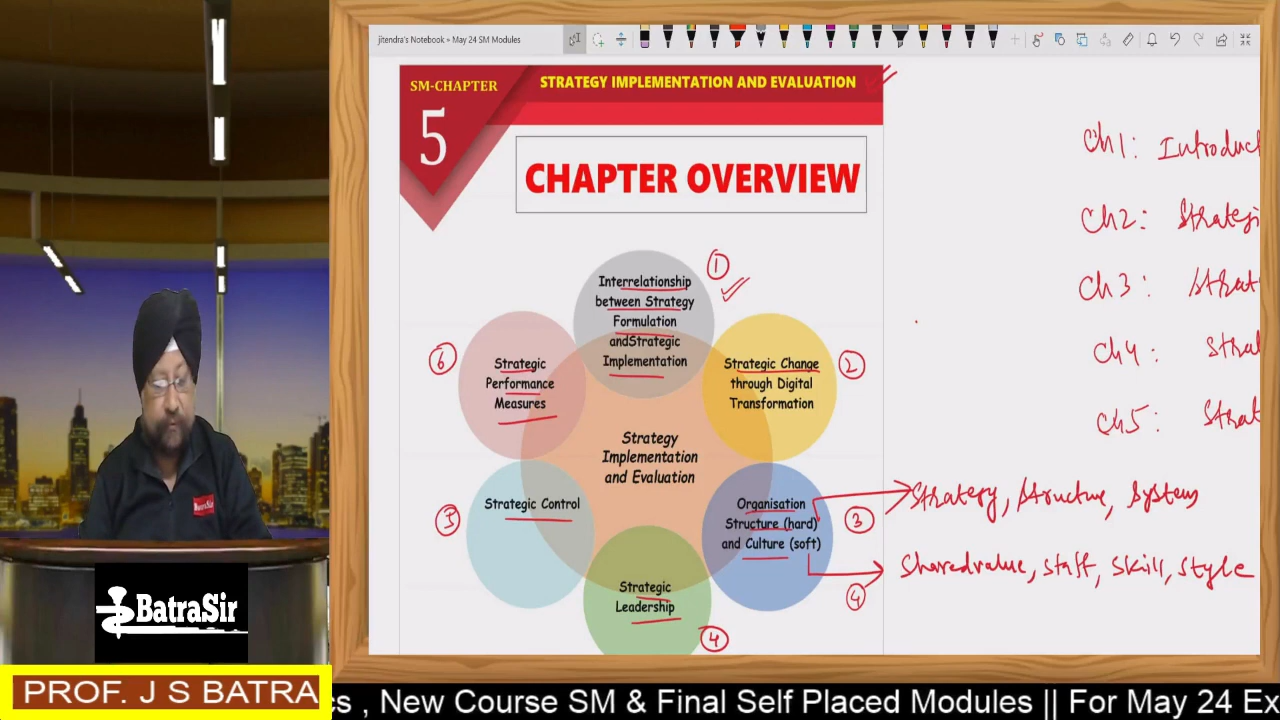 jitendra's Notebook » May 24 SM Modules
SM-CHAPTER
5
STRATEGY IMPLEMENTATION AND EVALUATION
CHAPTER OVERVIEW
Interrelationship
between Strategy
Formulation
andStrategic
Implementation
1
Strategic Change
through Digital
Transformation
2
Organisation
Structure (hard)
and Culture (soft)
3
4
Strategic
Leadership
4
Strategic Control
5
Strategic
Performance
Measures
6
Strategy
Implementation
and Evaluation
Ch1: Introduct
Ch2: Strategi
Ch3: Strat
Ch4: Strat
Ch5: Strat
Strategy, Structure, System
Sharedvalue, Staff, Skill, Style
BatraSir
PROF. J S BATRA
cs , New Course SM & Final Self Placed Modules || For May 24 Ex